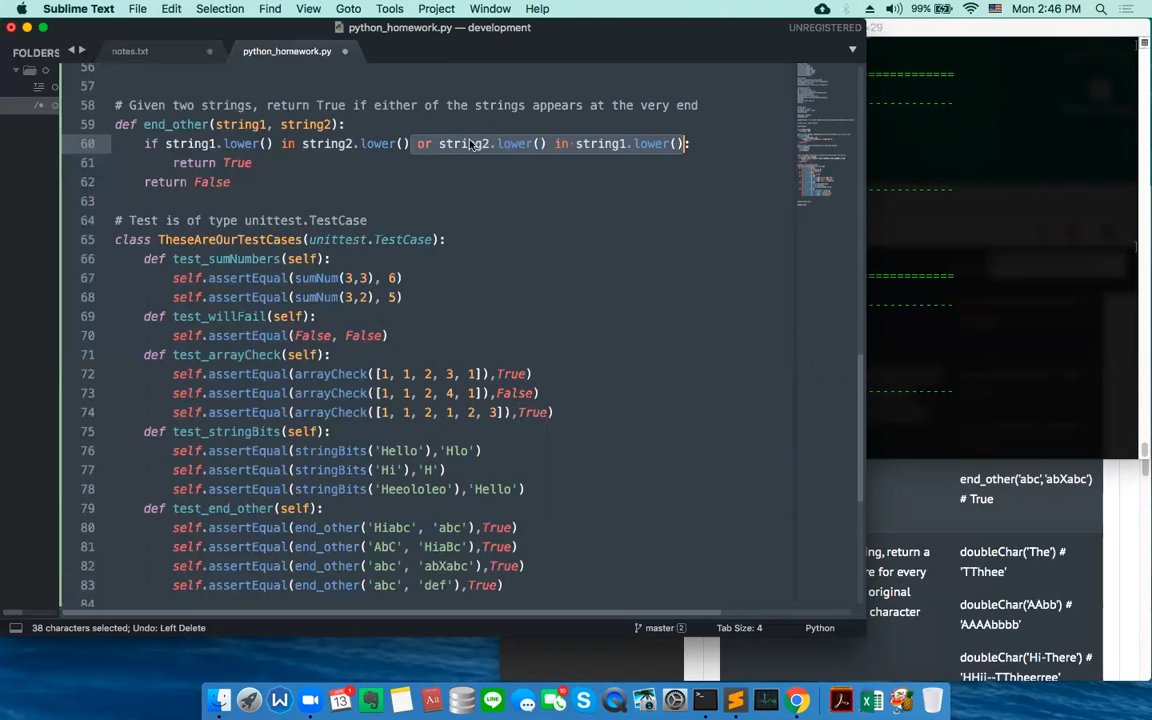 Sublime Text File Edit Selection Find View Goto Tools Project Window Help 99% Mon 2:46 PM
python_homework.py — development UNREGISTERED
FOLDERS notes.txt python_homework.py
56
57
58 # Given two strings, return True if either of the strings appears at the very end
59 def end_other(string1, string2):
60 if string1.lower() in string2.lower() or string2.lower() in string1.lower():
61 return True
62 return False
63
64 # Test is of type unittest.TestCase
65 class TheseAreOurTestCases(unittest.TestCase):
66 def test_sumNumbers(self):
67 self.assertEqual(sumNum(3,3), 6)
68 self.assertEqual(sumNum(3,2), 5)
69 def test_willFail(self):
70 self.assertEqual(False, False)
71 def test_arrayCheck(self):
72 self.assertEqual(arrayCheck([1, 1, 2, 3, 1]),True)
73 self.assertEqual(arrayCheck([1, 1, 2, 4, 1]),False)
74 self.assertEqual(arrayCheck([1, 1, 2, 1, 2, 3]),True)
75 def test_stringBits(self):
76 self.assertEqual(stringBits('Hello'),'Hlo')
77 self.assertEqual(stringBits('Hi'),'H')
78 self.assertEqual(stringBits('Heeololeo'),'Hello')
79 def test_end_other(self):
80 self.assertEqual(end_other('Hiabc', 'abc'),True)
81 self.assertEqual(end_other('AbC', 'HiaBc'),True)
82 self.assertEqual(end_other('abc', 'abXabc'),True)
83 self.assertEqual(end_other('abc', 'def'),True)
84
38 characters selected; Undo: Left Delete master 2 Tab Size: 4 Python
29
end_other('abc','abXabc')
# True
ng, return a
re for every
original
character
doubleChar('The') #
'TThhee'
doubleChar('AAbb') #
'AAAAbbbb'
doubleChar('Hi-There') #
'HHii--TThheerree'